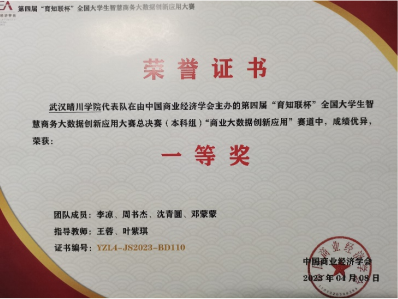 第四届“育知联杯”全国大学生智慧商务大数据创新应用大赛
荣誉证书
武汉晴川学院代表队在由中国商业经济学会主办的第四届“育知联杯”全国大学生智
慧商务大数据创新应用大赛总决赛（本科组）“商业大数据创新应用”赛道中，成绩优异，
荣获：
一等奖
团队成员：李凉、周书杰、沈青圆、邓蒙蒙
指导教师：王蓉、叶紫琪
证书编号：YZL4-JS2023-BD110
中国商业经济学会
2023年04月08日